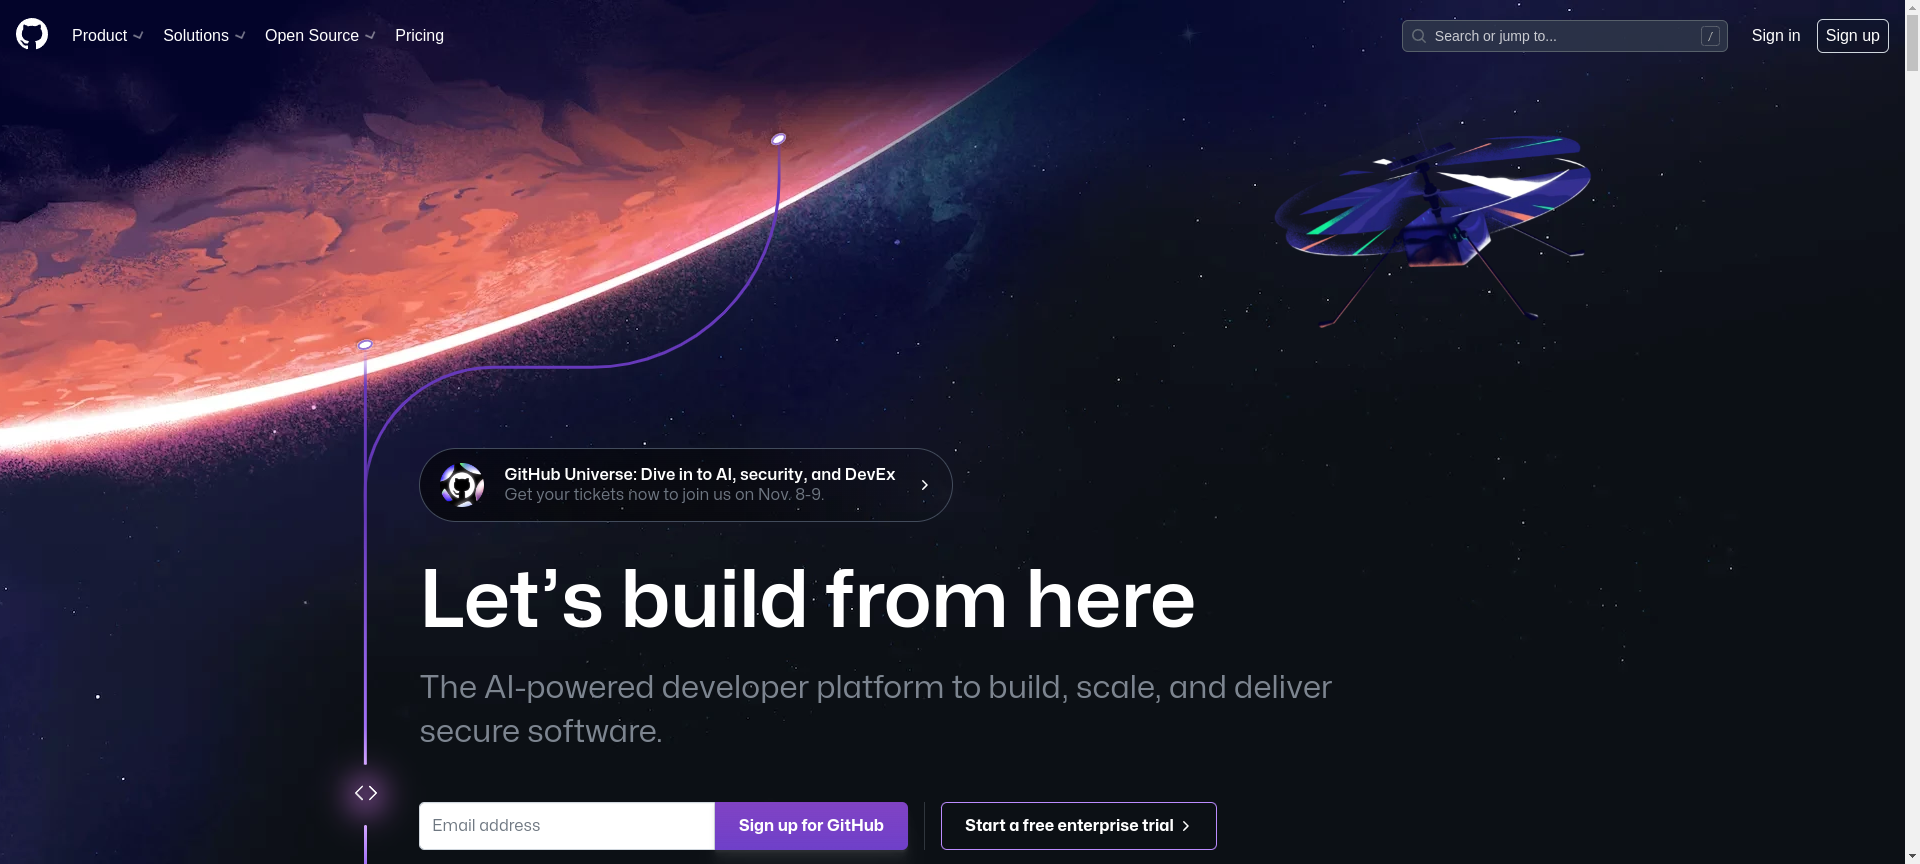 Product
Solutions
Open Source
Pricing
Search or jump to...
/
Sign in
Sign up
GitHub Universe: Dive in to AI, security, and DevEx
Get your tickets now to join us on Nov. 8-9.
Let’s build from here
The AI-powered developer platform to build, scale, and deliver
secure software.
Email address
Sign up for GitHub
Start a free enterprise trial